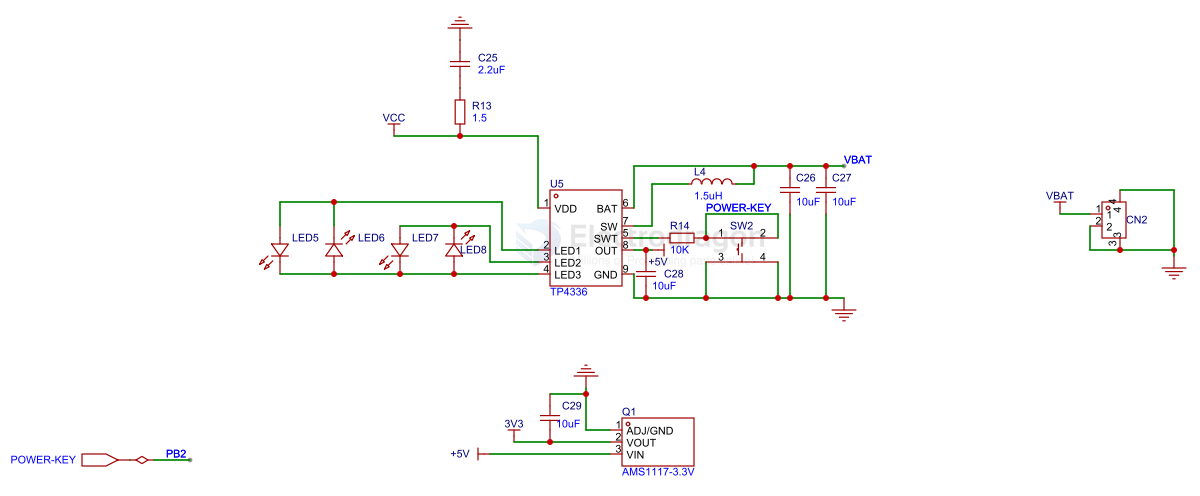 C25
2.2uF
R13
1.5
VCC
U5
TP4336
1 VDD
2 LED1
3 LED2
4 LED3
BAT 6
SW 7
SWT 5
OUT 8
GND 9
LED5
LED6
LED7
LED8
L4
1.5uH
VBAT
C26
10uF
C27
10uF
POWER-KEY
R14
10K
SW2
1 2
3 4
+5V
C28
10uF
Elektrodragon
VBAT
1
2
1
2
4
4
3
3
CN2
C29
10uF
3V3
+5V
Q1
1 ADJ/GND
2 VOUT
3 VIN
AMS1117-3.3V
POWER-KEY
PB2